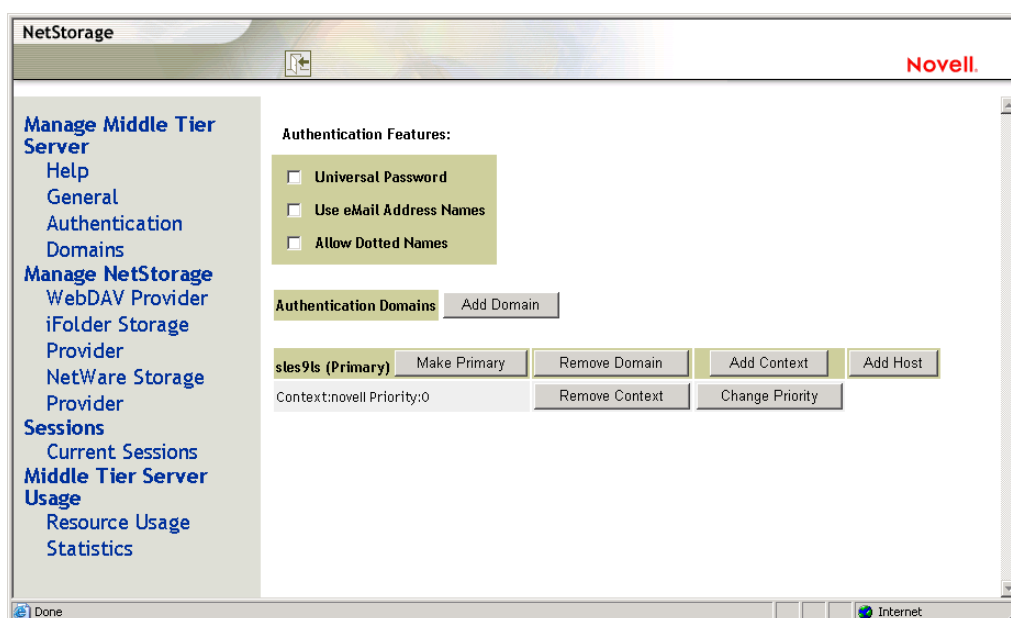 NetStorage
Novell.
Manage Middle Tier
Server
Help
General
Authentication
Domains
Manage NetStorage
WebDAV Provider
iFolder Storage
Provider
NetWare Storage
Provider
Sessions
Current Sessions
Middle Tier Server
Usage
Resource Usage
Statistics
Authentication Features:
Universal Password
Use eMail Address Names
Allow Dotted Names
Authentication Domains Add Domain
sles9ls (Primary) Make Primary Remove Domain Add Context Add Host
Context:novell Priority:0 Remove Context Change Priority
Done Internet